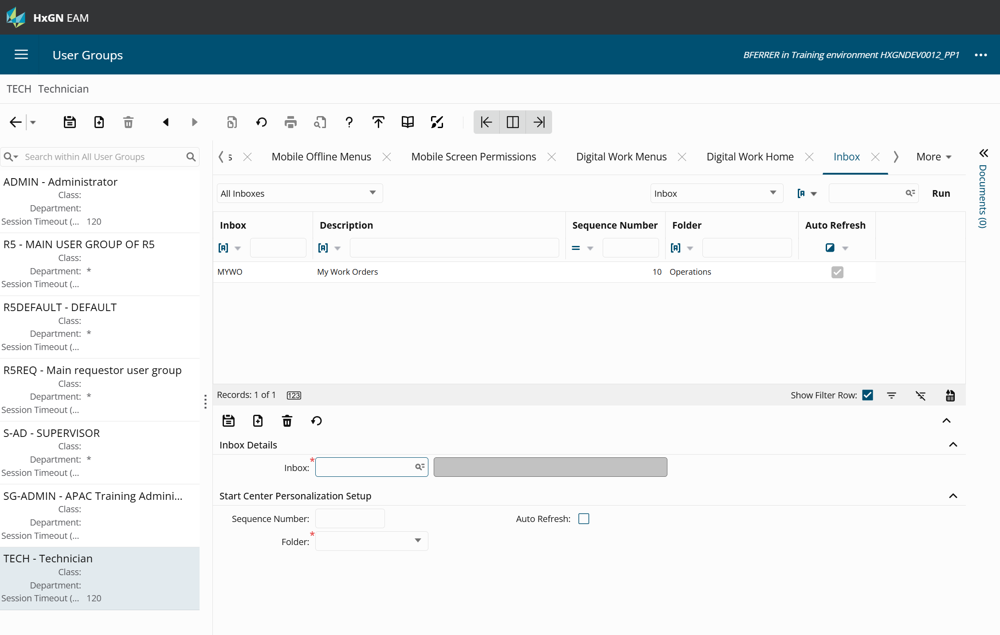 HxGN EAM
User Groups
BFERRER in Training environment HXGNDEV0012_PP1
TECH Technician
Search within All User Groups
ADMIN - Administrator
Class:
Department:
Session Timeout (... 120
R5 - MAIN USER GROUP OF R5
Class:
Department: *
Session Timeout (...
R5DEFAULT - DEFAULT
Class:
Department: *
Session Timeout (...
R5REQ - Main requestor user group
Class:
Department: *
Session Timeout (...
S-AD - SUPERVISOR
Class:
Department: *
Session Timeout (...
SG-ADMIN - APAC Training Admini...
Class:
Department:
Session Timeout (...
TECH - Technician
Class:
Department:
Session Timeout (... 120
s Mobile Offline Menus Mobile Screen Permissions Digital Work Menus Digital Work Home Inbox More
All Inboxes Inbox Run
Inbox Description Sequence Number Folder Auto Refresh
MYWO My Work Orders 10 Operations
Records: 1 of 1 123 Show Filter Row:
Inbox Details
Inbox: *
Start Center Personalization Setup
Sequence Number: Auto Refresh:
Folder: *
Documents (0)